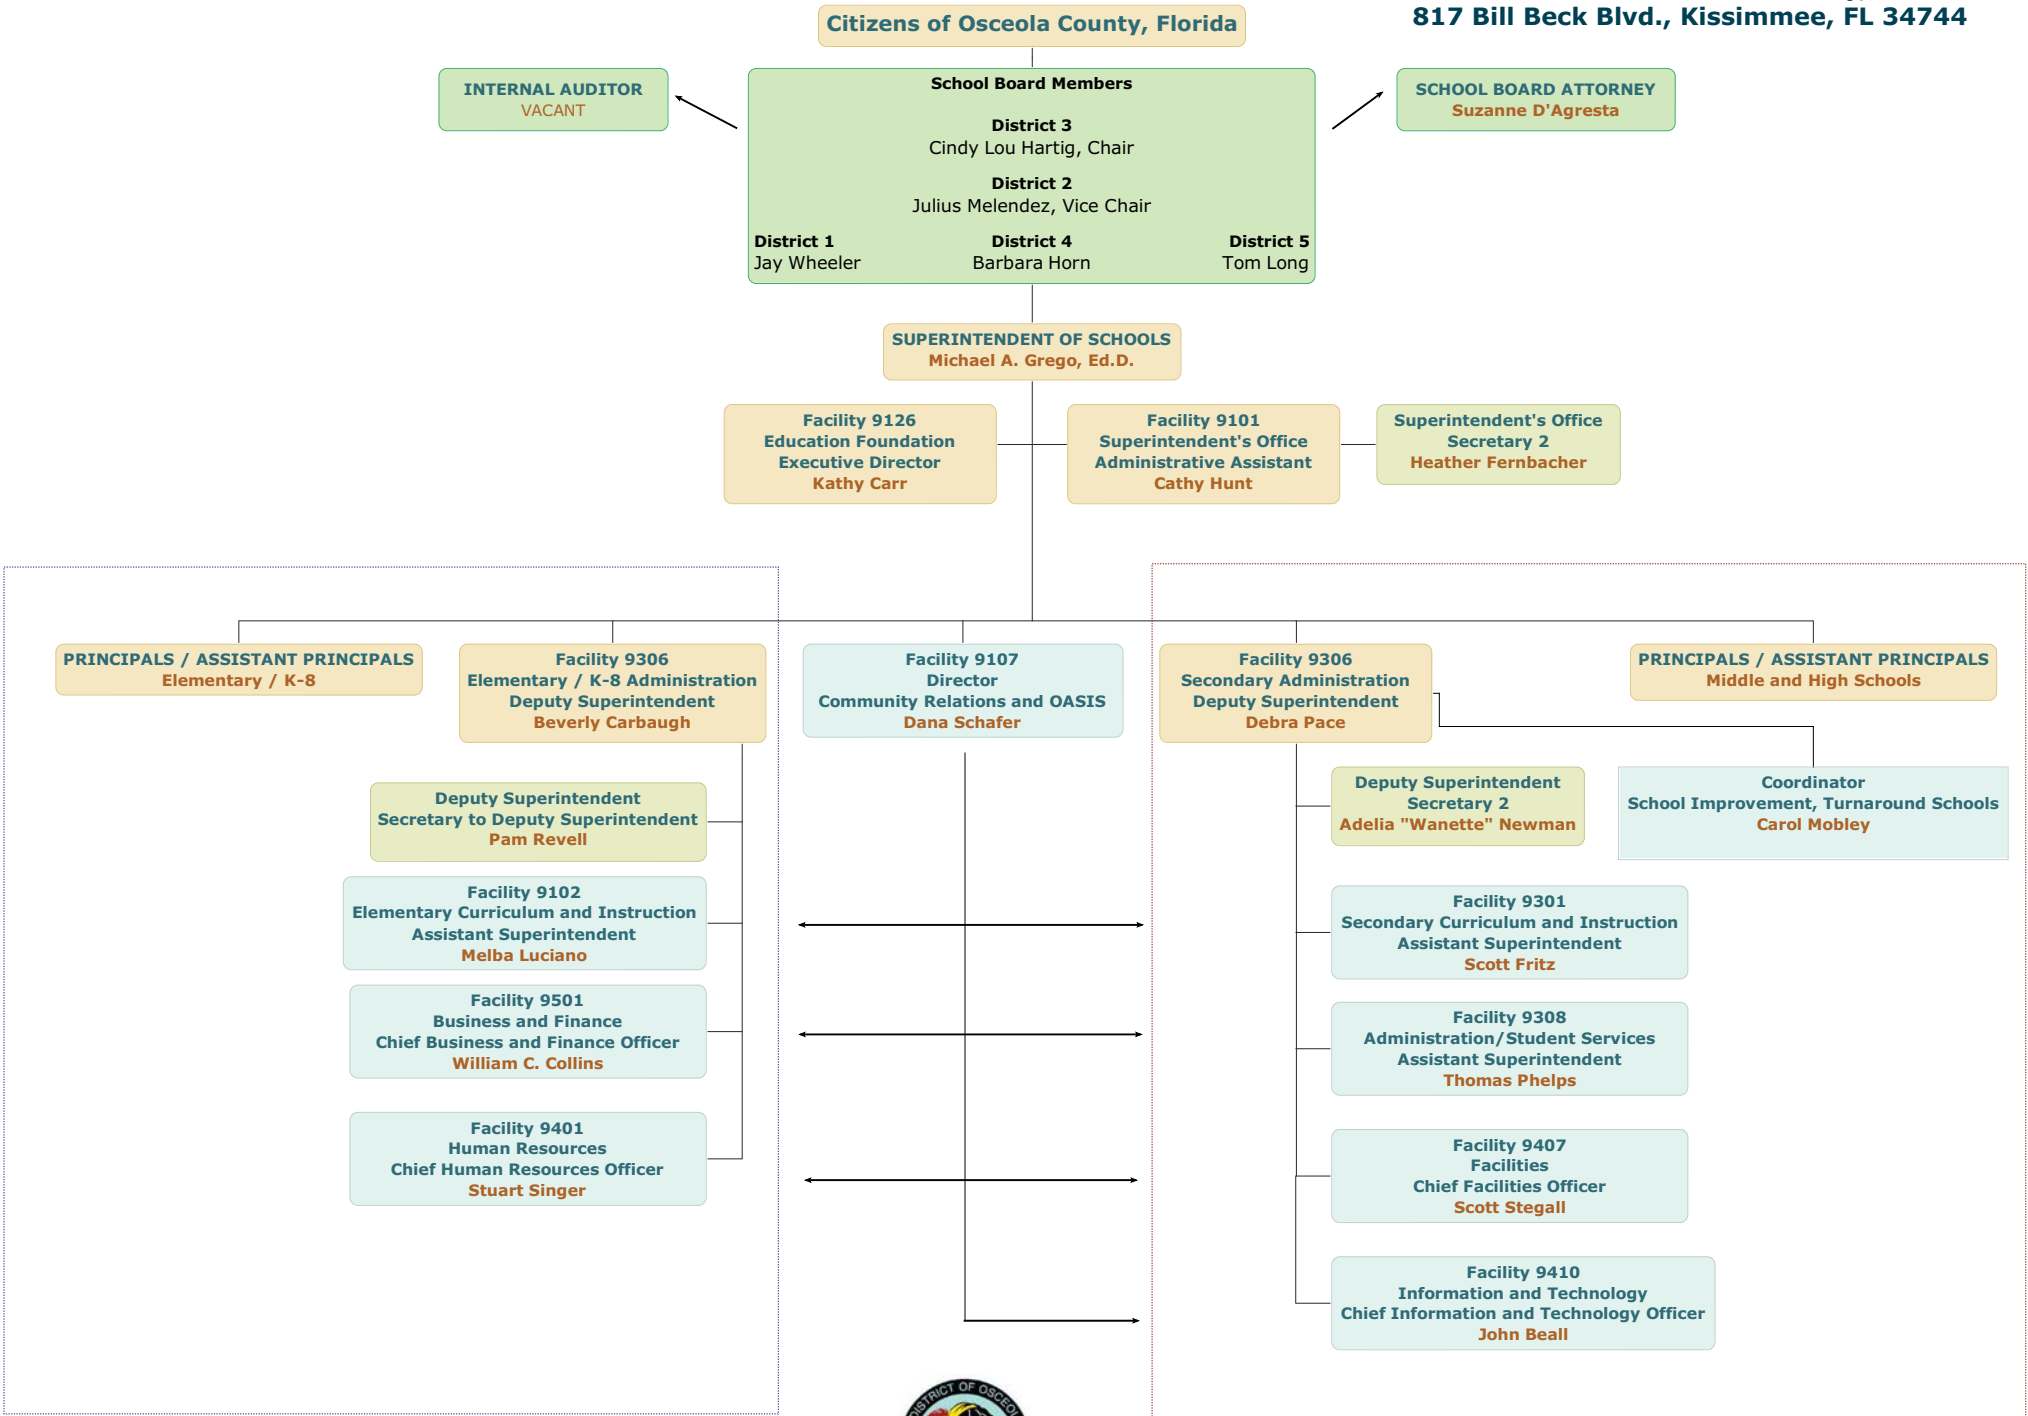 817 Bill Beck Blvd., Kissimmee, FL 34744
Citizens of Osceola County, Florida
INTERNAL AUDITOR
VACANT
School Board Members
District 3
Cindy Lou Hartig, Chair
District 2
Julius Melendez, Vice Chair
District 1
Jay Wheeler
District 4
Barbara Horn
District 5
Tom Long
SCHOOL BOARD ATTORNEY
Suzanne D'Agresta
SUPERINTENDENT OF SCHOOLS
Michael A. Grego, Ed.D.
Facility 9126
Education Foundation
Executive Director
Kathy Carr
Facility 9101
Superintendent's Office
Administrative Assistant
Cathy Hunt
Superintendent's Office
Secretary 2
Heather Fernbacher
PRINCIPALS / ASSISTANT PRINCIPALS
Elementary / K-8
Facility 9306
Elementary / K-8 Administration
Deputy Superintendent
Beverly Carbaugh
Facility 9107
Director
Community Relations and OASIS
Dana Schafer
Facility 9306
Secondary Administration
Deputy Superintendent
Debra Pace
PRINCIPALS / ASSISTANT PRINCIPALS
Middle and High Schools
Deputy Superintendent
Secretary to Deputy Superintendent
Pam Revell
Facility 9102
Elementary Curriculum and Instruction
Assistant Superintendent
Melba Luciano
Facility 9501
Business and Finance
Chief Business and Finance Officer
William C. Collins
Facility 9401
Human Resources
Chief Human Resources Officer
Stuart Singer
Deputy Superintendent
Secretary 2
Adelia "Wanette" Newman
Coordinator
School Improvement, Turnaround Schools
Carol Mobley
Facility 9301
Secondary Curriculum and Instruction
Assistant Superintendent
Scott Fritz
Facility 9308
Administration/Student Services
Assistant Superintendent
Thomas Phelps
Facility 9407
Facilities
Chief Facilities Officer
Scott Stegall
Facility 9410
Information and Technology
Chief Information and Technology Officer
John Beall
OF